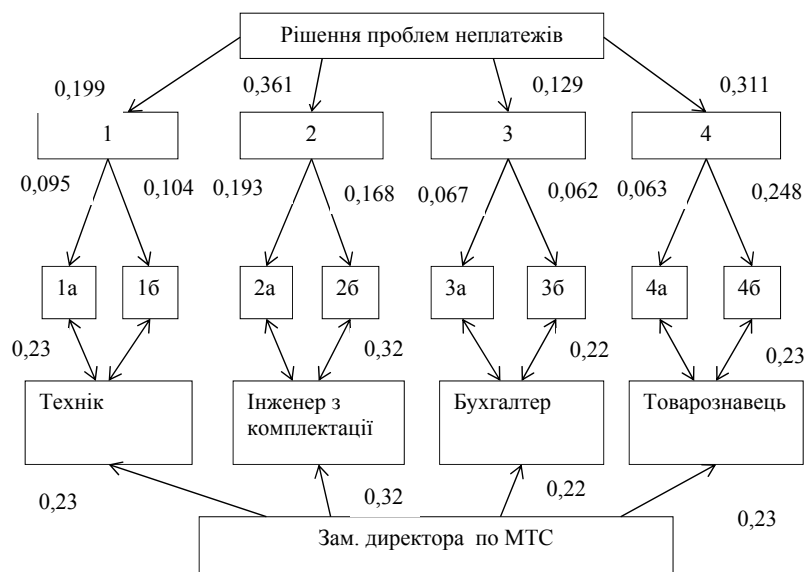 Рішення проблем неплатежів
0,199
0,361
0,129
0,311
1
2
3
4
0,095
0,104
0,193
0,168
0,067
0,062
0,063
0,248
1а
1б
2а
2б
3а
3б
4а
4б
0,23
0,32
0,22
0,23
Технік
Інженер з
комплектації
Бухгалтер
Товарознавець
0,23
0,32
0,22
0,23
Зам. директора по МТС